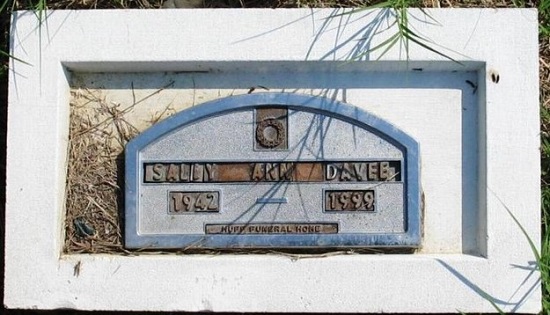 SALLY ANN DAVEE
1942 — 1999
HUFF FUNERAL HOME